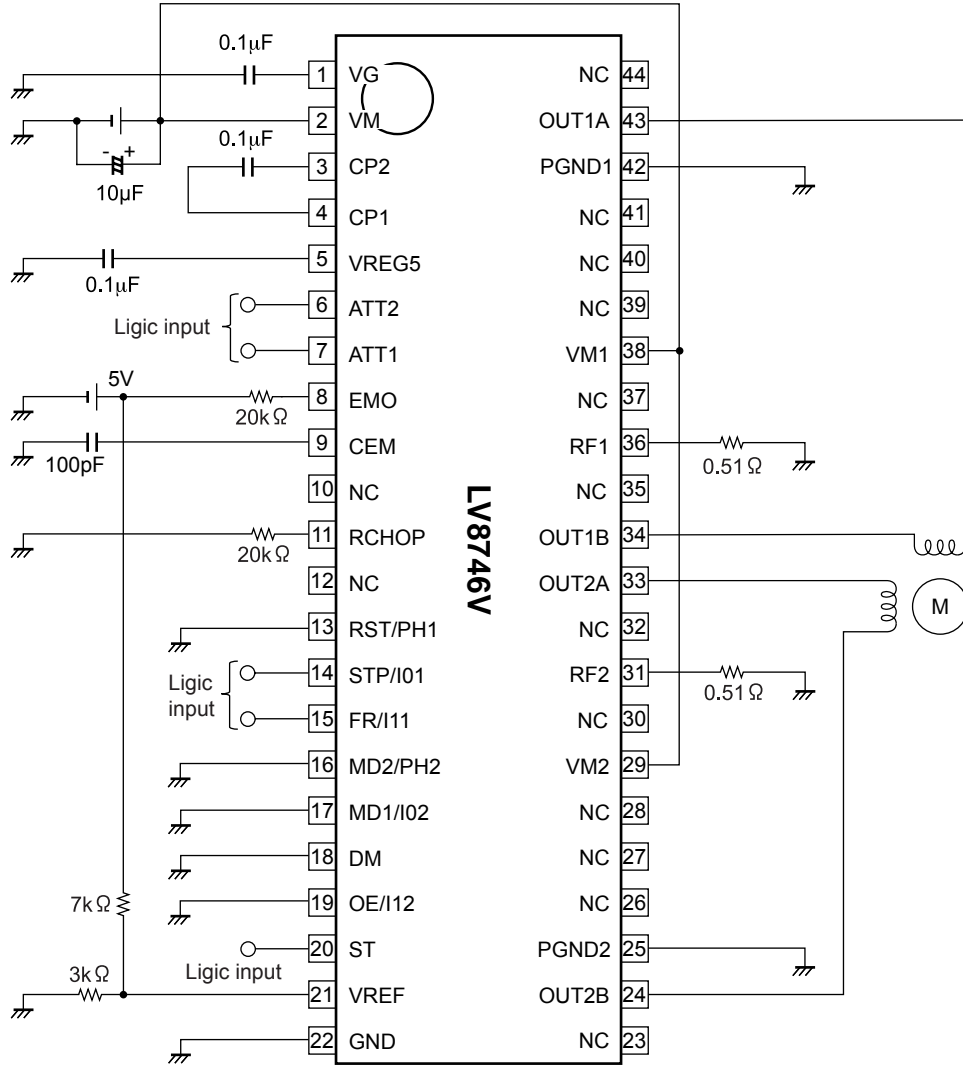 0.1μF
1 VG
NC 44
2 VM
OUT1A 43
- +
10μF
0.1μF
3 CP2
PGND1 42
4 CP1
NC 41
5 VREG5
NC 40
0.1μF
6 ATT2
NC 39
Ligic input
7 ATT1
VM1 38
5V
8 EMO
NC 37
20kΩ
9 CEM
RF1 36
100pF
0.51Ω
10 NC
NC 35
LV8746V
11 RCHOP
OUT1B 34
20kΩ
12 NC
OUT2A 33
M
13 RST/PH1
NC 32
14 STP/I01
RF2 31
Ligic
input
0.51Ω
15 FR/I11
NC 30
16 MD2/PH2
VM2 29
17 MD1/I02
NC 28
18 DM
NC 27
7kΩ
19 OE/I12
NC 26
20 ST
PGND2 25
Ligic input
3kΩ
21 VREF
OUT2B 24
22 GND
NC 23